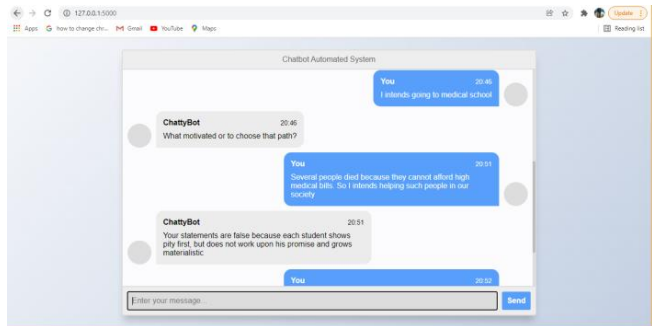 127.0.0.1:5000
Update
Apps
how to change chr...
Gmail
YouTube
Maps
Reading list
Chatbot Automated System
You 20:46
I intends going to medical school
ChattyBot 20:46
What motivated or to choose that path?
You 20:51
Several people died because they cannot afford high
medical bills. So I intends helping such people in our
society
ChattyBot 20:51
Your statements are false because each student shows
pity first, but does not work upon his promise and grows
materialistic
You 20:52
Enter your message...
Send